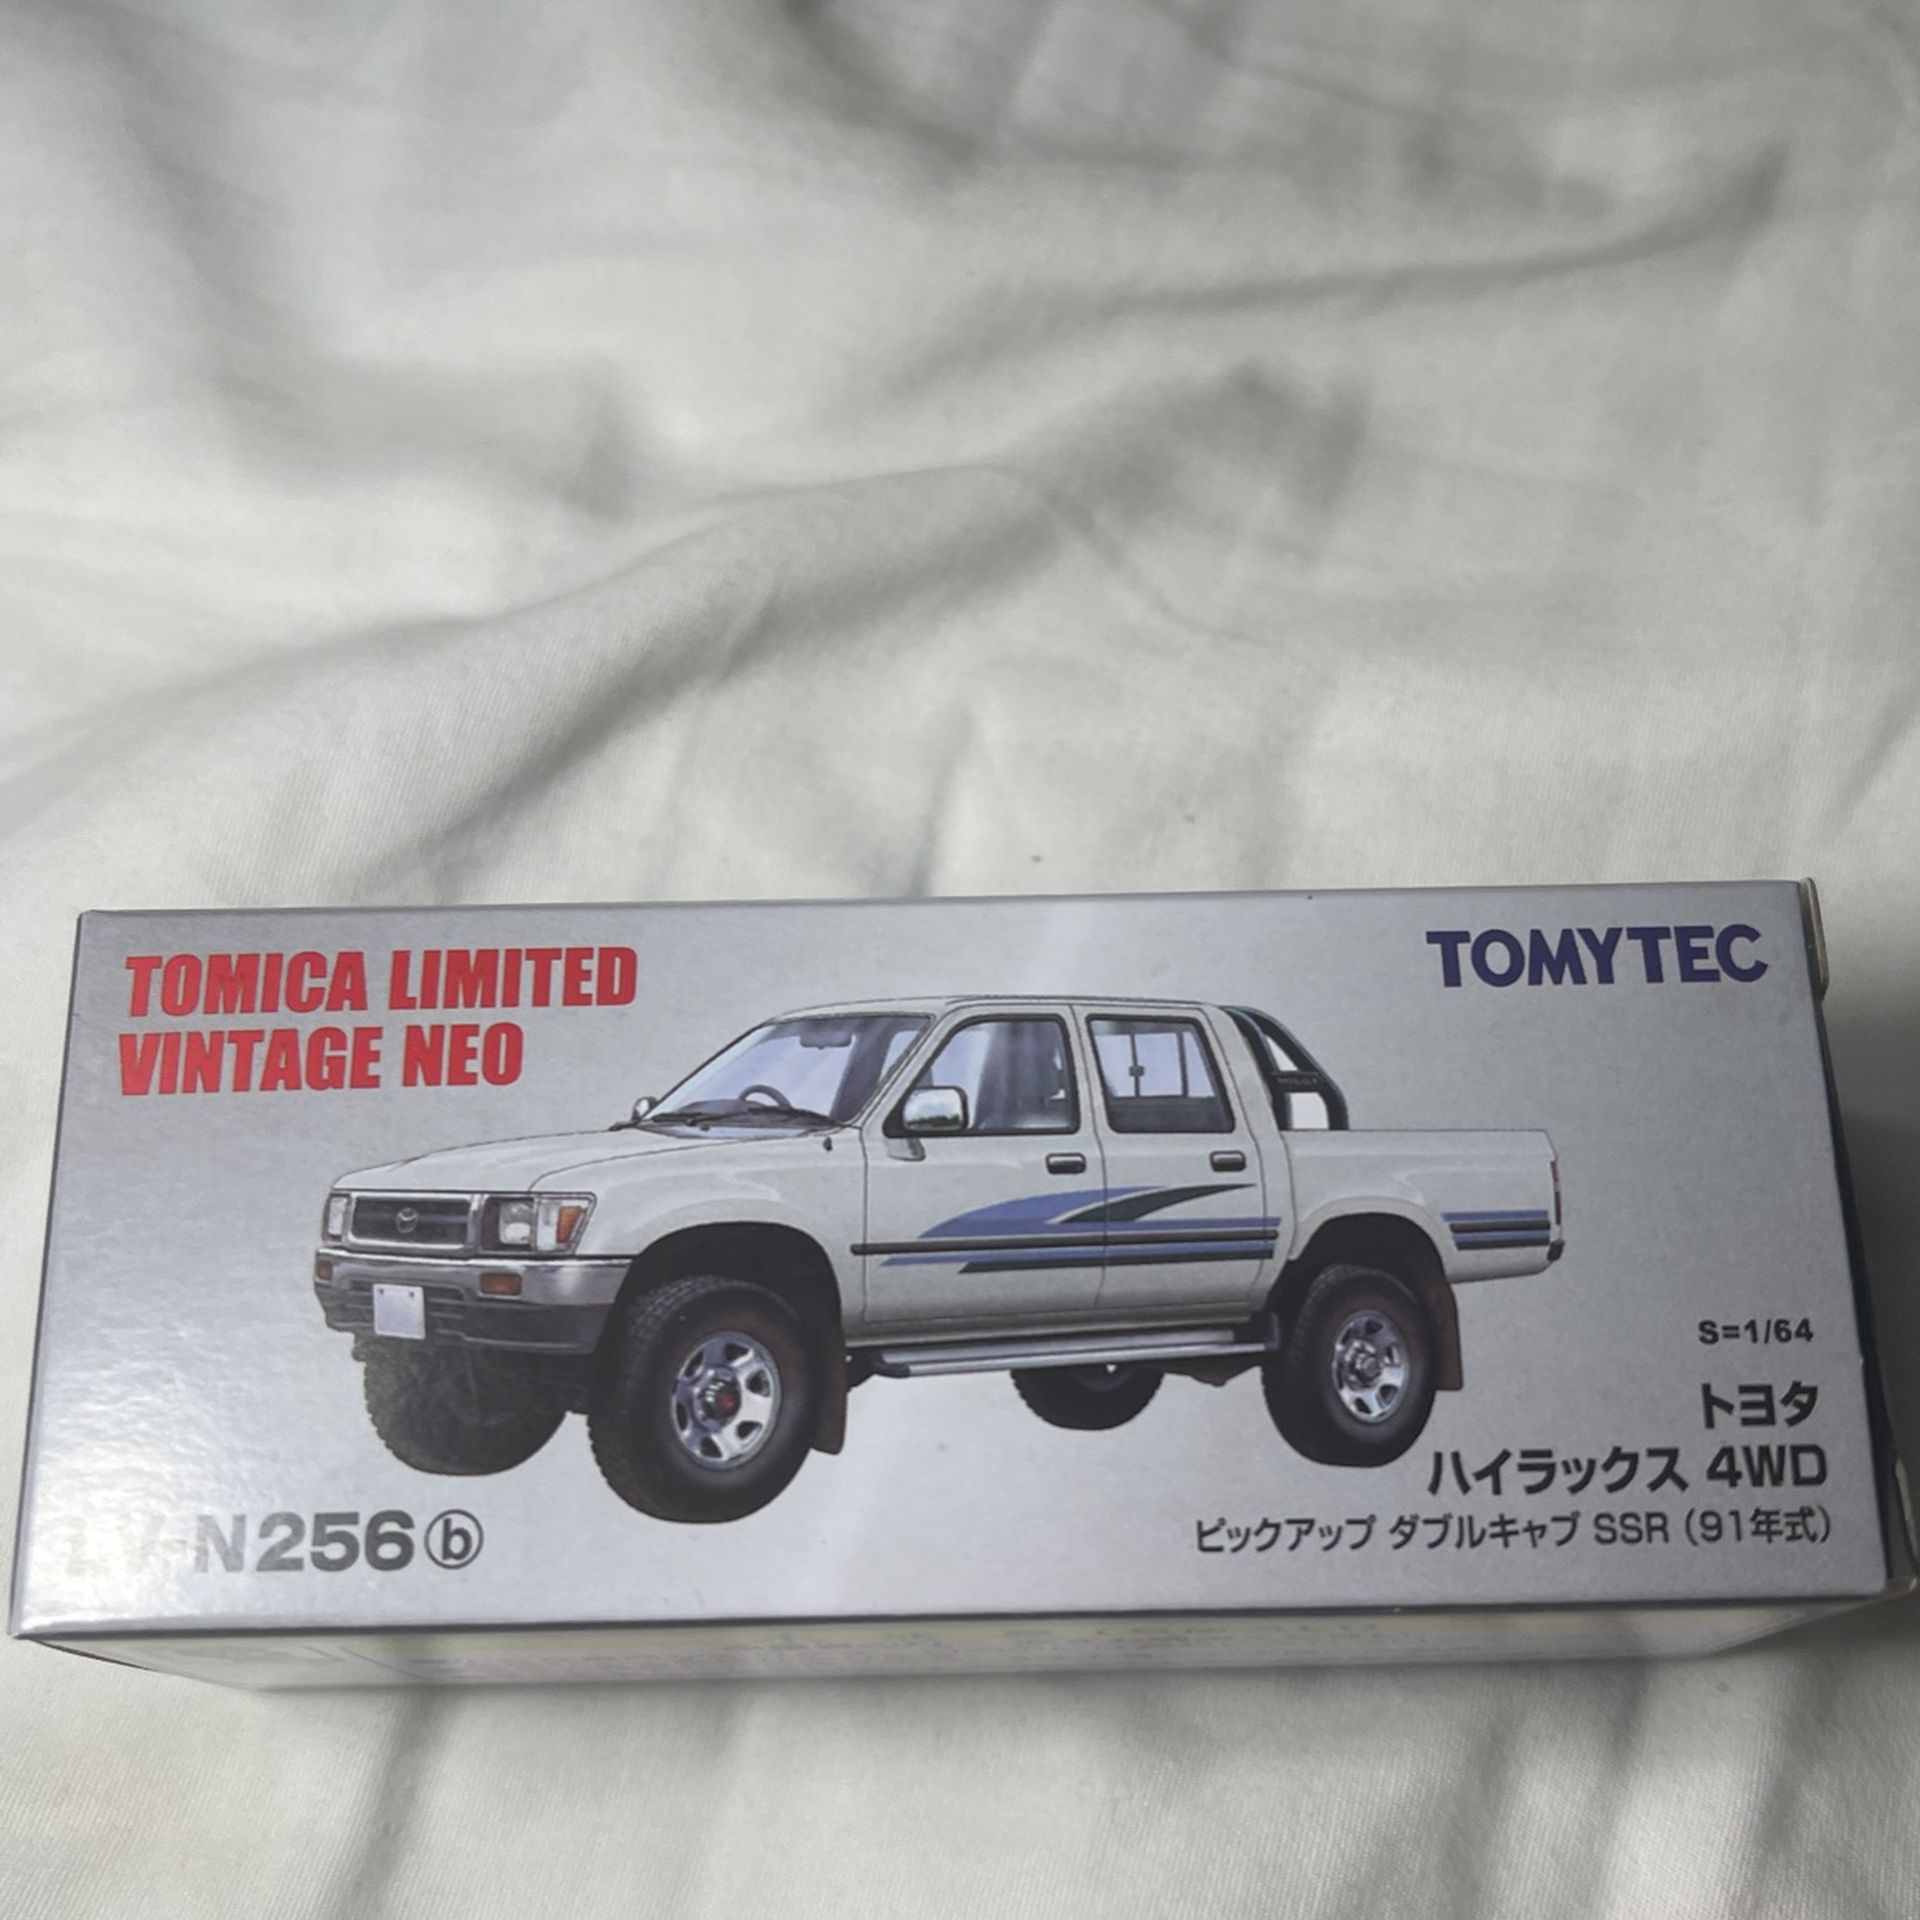 TOMICA LIMITED
VINTAGE NEO
TOMYTEC
S=1/64
トヨタ
ハイラックス 4WD
ピックアップ ダブルキャブ SSR (91年式)
LV-N256ⓑ